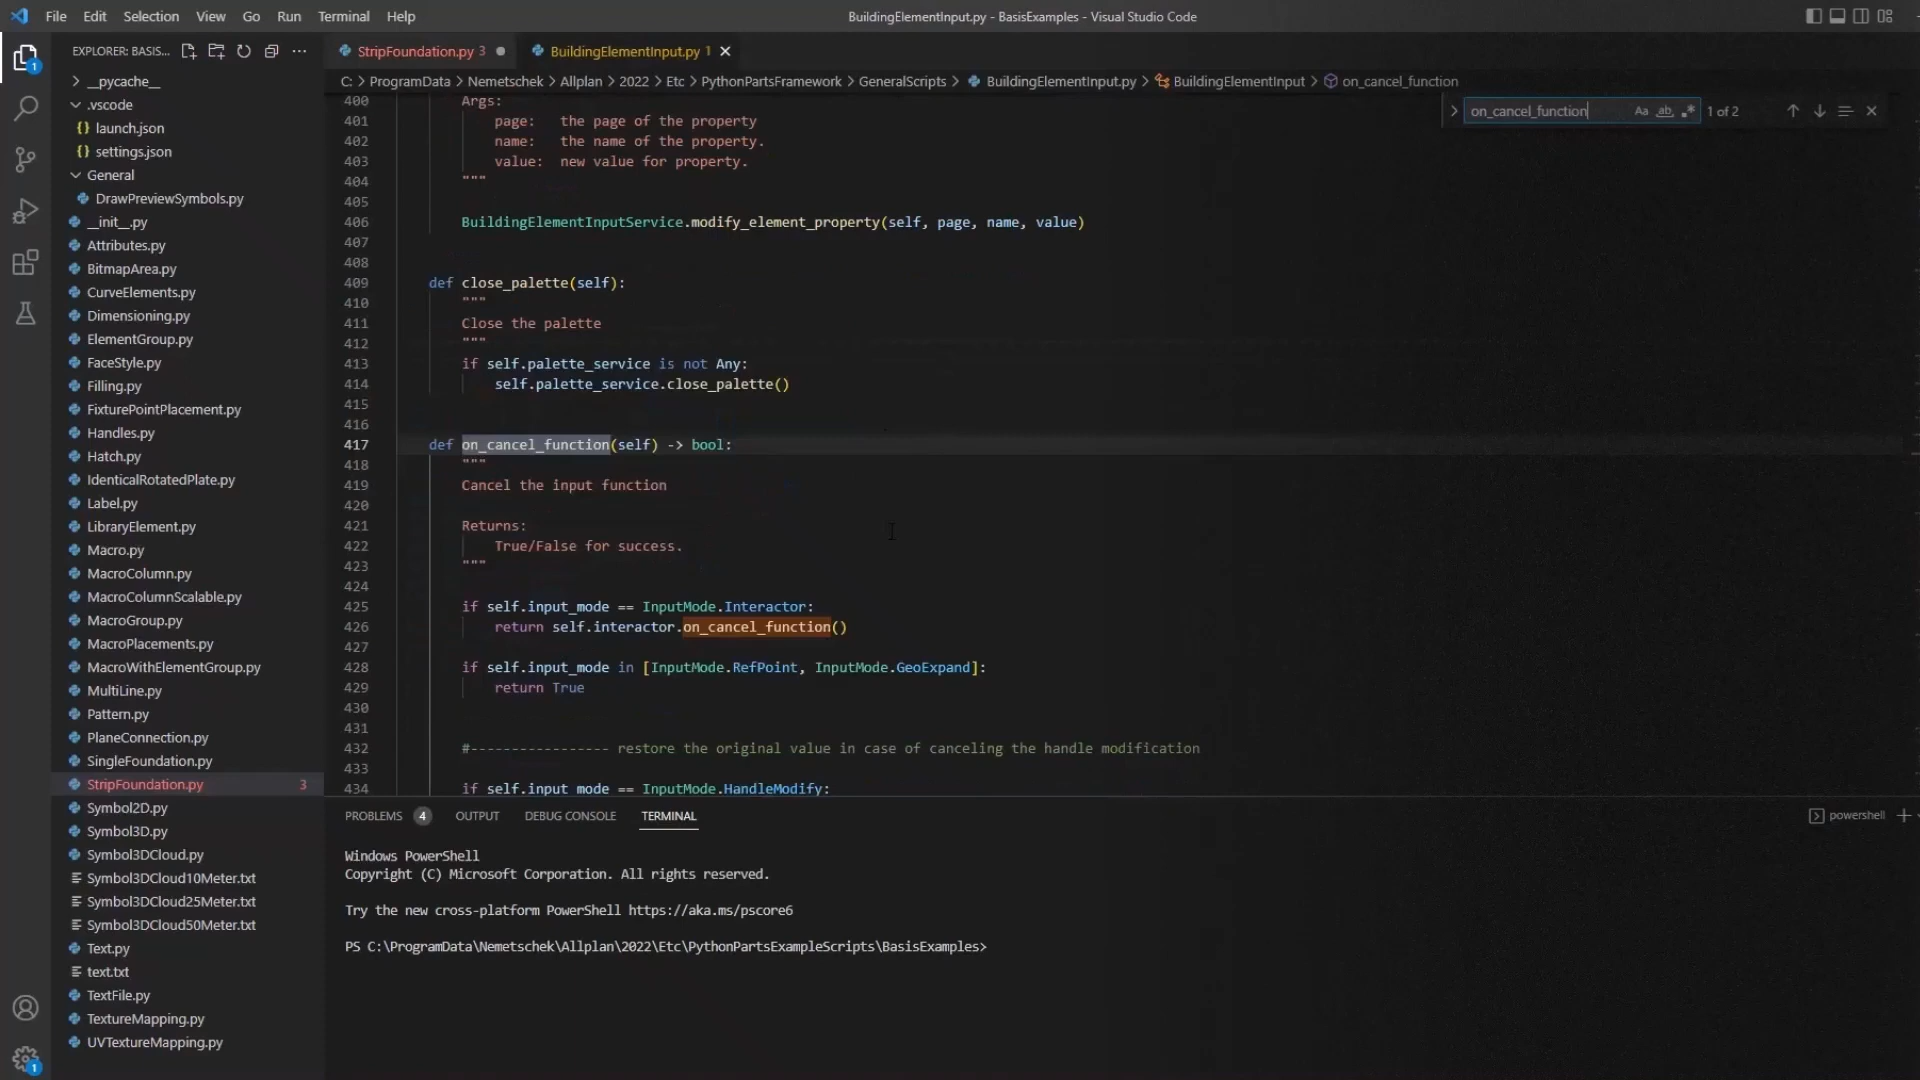 File Edit Selection View Go Run Terminal Help
BuildingElementInput.py - BasisExamples - Visual Studio Code
EXPLORER: BASIS...
__pycache__
.vscode
launch.json
settings.json
General
DrawPreviewSymbols.py
__init__.py
Attributes.py
BitmapArea.py
CurveElements.py
Dimensioning.py
ElementGroup.py
FaceStyle.py
Filling.py
FixturePointPlacement.py
Handles.py
Hatch.py
IdenticalRotatedPlate.py
Label.py
LibraryElement.py
Macro.py
MacroColumn.py
MacroColumnScalable.py
MacroGroup.py
MacroPlacements.py
MacroWithElementGroup.py
MultiLine.py
Pattern.py
PlaneConnection.py
SingleFoundation.py
StripFoundation.py 3
Symbol2D.py
Symbol3D.py
Symbol3DCloud.py
Symbol3DCloud10Meter.txt
Symbol3DCloud25Meter.txt
Symbol3DCloud50Meter.txt
Text.py
text.txt
TextFile.py
TextureMapping.py
UVTextureMapping.py
1
1
StripFoundation.py 3
BuildingElementInput.py 1
C: > ProgramData > Nemetschek > Allplan > 2022 > Etc > PythonPartsFramework > GeneralScripts > BuildingElementInput.py > BuildingElementInput > on_cancel_function
on_cancel_function Aa ab .* 1 of 2
400 Args:
401 page: the page of the property
402 name: the name of the property.
403 value: new value for property.
404 """
405
406 BuildingElementInputService.modify_element_property(self, page, name, value)
407
408
409 def close_palette(self):
410 """
411 Close the palette
412 """
413 if self.palette_service is not Any:
414 self.palette_service.close_palette()
415
416
417 def on_cancel_function(self) -> bool:
418 """
419 Cancel the input function
420
421 Returns:
422 True/False for success.
423 """
424
425 if self.input_mode == InputMode.Interactor:
426 return self.interactor.on_cancel_function()
427
428 if self.input_mode in [InputMode.RefPoint, InputMode.GeoExpand]:
429 return True
430
431
432 #----------------- restore the original value in case of canceling the handle modification
433
434 if self.input_mode == InputMode.HandleModify:
PROBLEMS 4 OUTPUT DEBUG CONSOLE TERMINAL
powershell
Windows PowerShell
Copyright (C) Microsoft Corporation. All rights reserved.
Try the new cross-platform PowerShell https://aka.ms/pscore6
PS C:\ProgramData\Nemetschek\Allplan\2022\Etc\PythonPartsExampleScripts\BasisExamples>